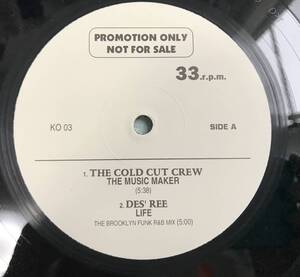 PROMOTION ONLY
NOT FOR SALE
33.r.p.m.
KO 03
SIDE A
1. THE COLD CUT CREW
THE MUSIC MAKER
(5:38)
2. DES' REE
LIFE
THE BROOKLYN FUNK R&B MIX (5:00)